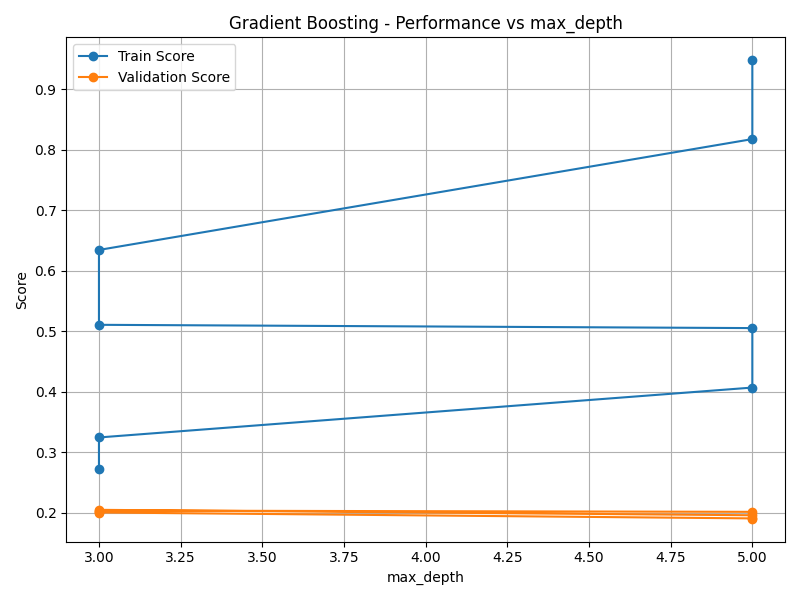 Gradient Boosting - Performance vs max_depth
Train Score
Validation Score
Score
0.9
0.8
0.7
0.6
0.5
0.4
0.3
0.2
3.00 3.25 3.50 3.75 4.00 4.25 4.50 4.75 5.00
max_depth